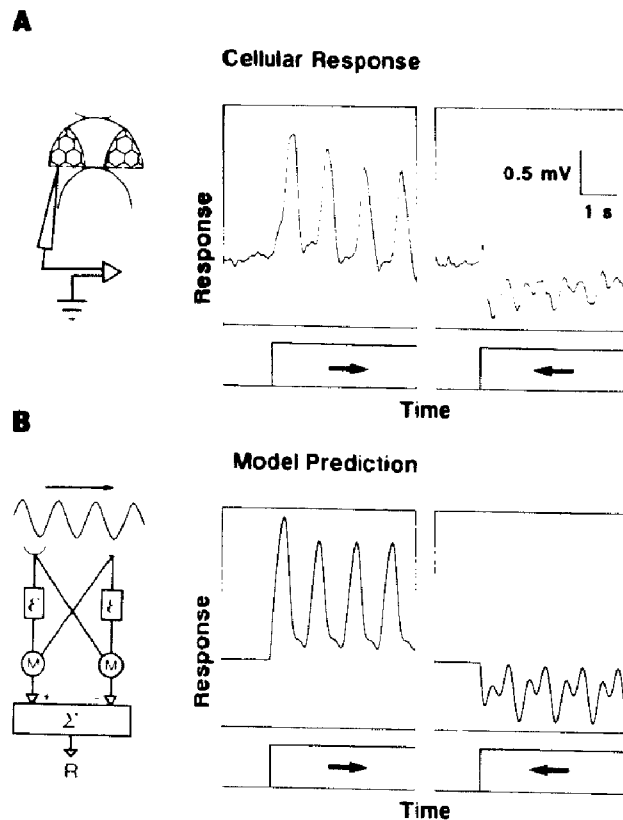 A
Cellular Response
Response
0.5 mV
1 s
Time
B
Model Prediction
M
M
+
−
Σ
R
Response
Time